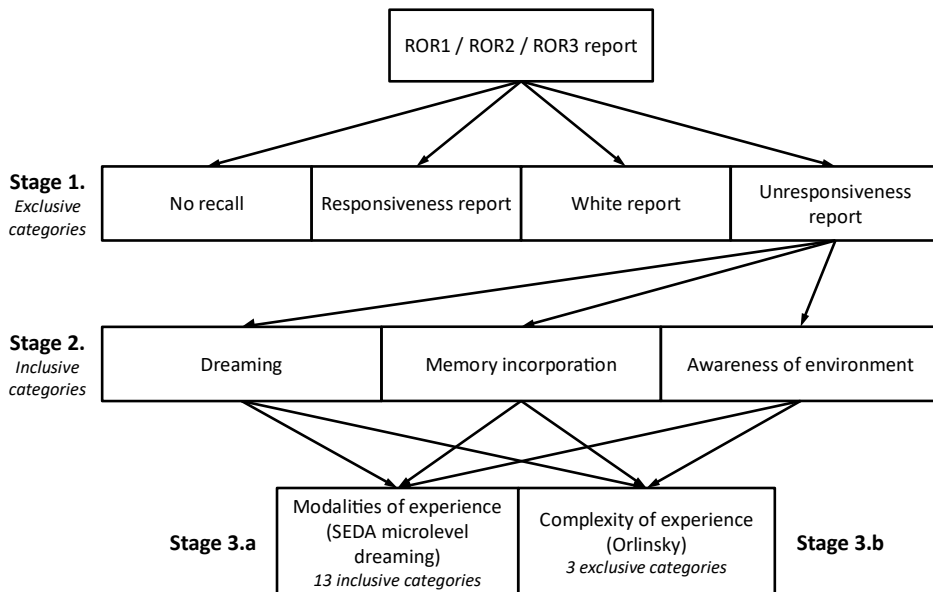 ROR1 / ROR2 / ROR3 report
Stage 1.
Exclusive
categories
No recall
Responsiveness report
White report
Unresponsiveness
report
Stage 2.
Inclusive
categories
Dreaming
Memory incorporation
Awareness of environment
Stage 3.a
Modalities of experience
(SEDA microlevel
dreaming)
13 inclusive categories
Complexity of experience
(Orlinsky)
3 exclusive categories
Stage 3.b